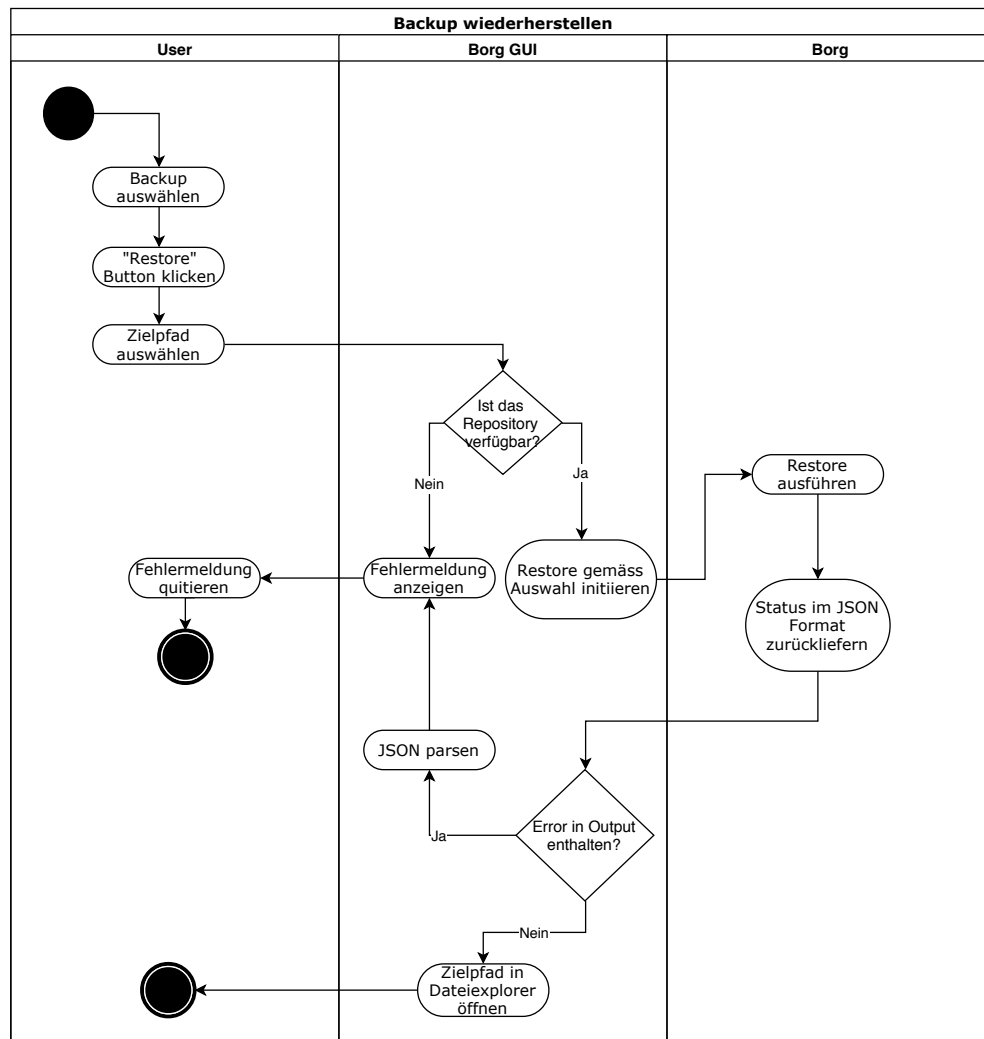 Backup wiederherstellen
User
Borg GUI
Borg
Backup
auswählen
"Restore"
Button klicken
Zielpfad
auswählen
Ist das
Repository
verfügbar?
Nein
Ja
Restore
ausführen
Fehlermeldung
quitieren
Fehlermeldung
anzeigen
Restore gemäss
Auswahl initiieren
Status im JSON
Format
zurückliefern
JSON parsen
Ja
Error in Output
enthalten?
Nein
Zielpfad in
Dateiexplorer
öffnen